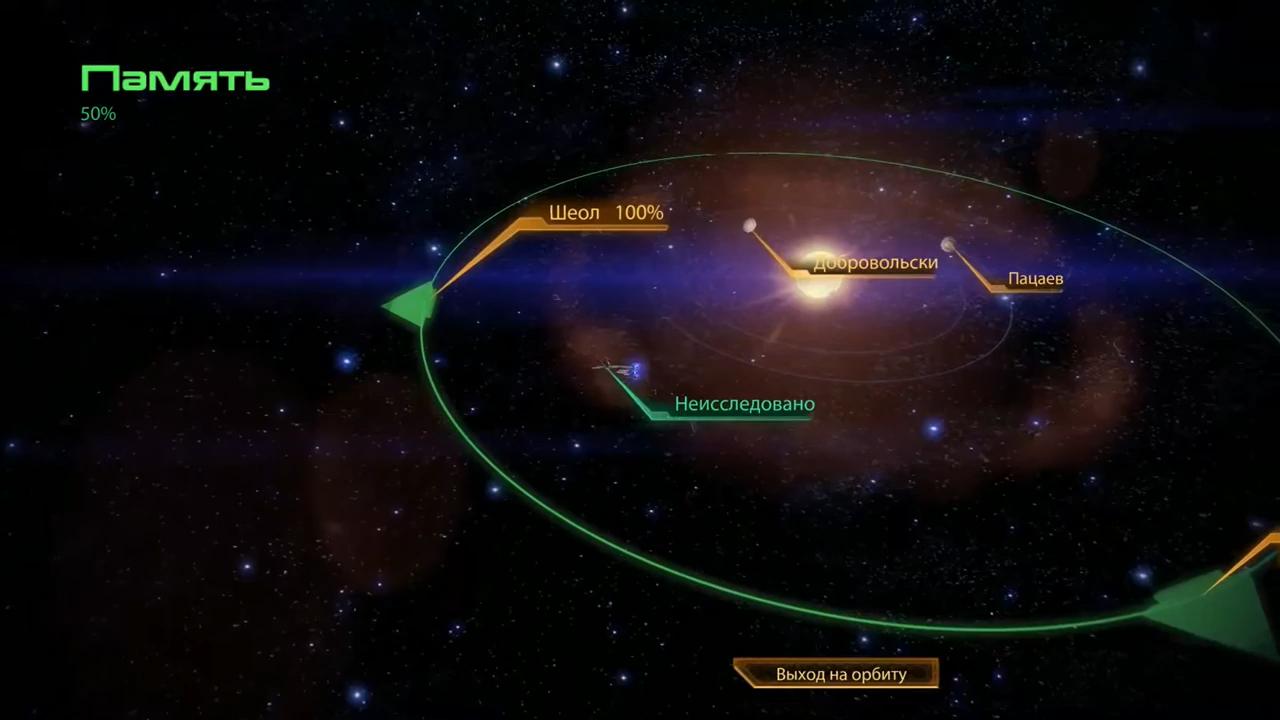 Память
50%
Шеол 100%
Добровольски
Пацаев
Неисследовано
Выход на орбиту